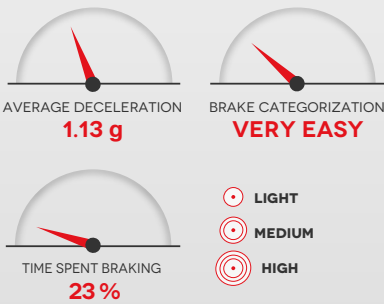 AVERAGE DECELERATION
1.13 g
BRAKE CATEGORIZATION
VERY EASY
TIME SPENT BRAKING
23 %
LIGHT
MEDIUM
HIGH